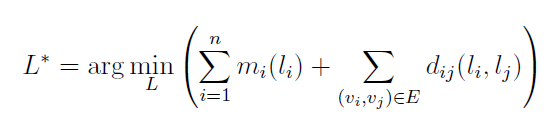 L* = arg min_L ( ∑_{i=1}^{n} m_i(l_i) + ∑_{(v_i,v_j)∈E} d_{ij}(l_i, l_j) )